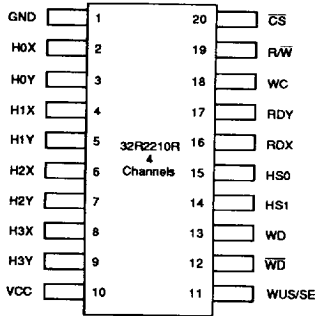 GND 1 20 C̅S̅
H0X 2 19 R/W̅
H0Y 3 18 WC
H1X 4 17 RDY
H1Y 5 32R2210R 16 RDX
4
H2X 6 Channels 15 HS0
H2Y 7 14 HS1
H3X 8 13 WD
H3Y 9 12 W̅D̅
VCC 10 11 WUS/SE